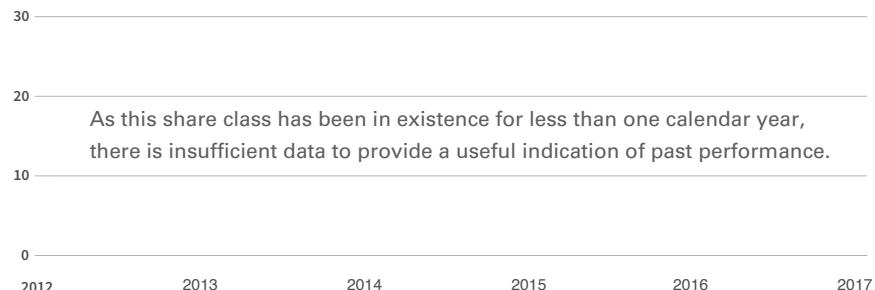 30
20
As this share class has been in existence for less than one calendar year,
there is insufficient data to provide a useful indication of past performance.
10
0
2012 2013 2014 2015 2016 2017